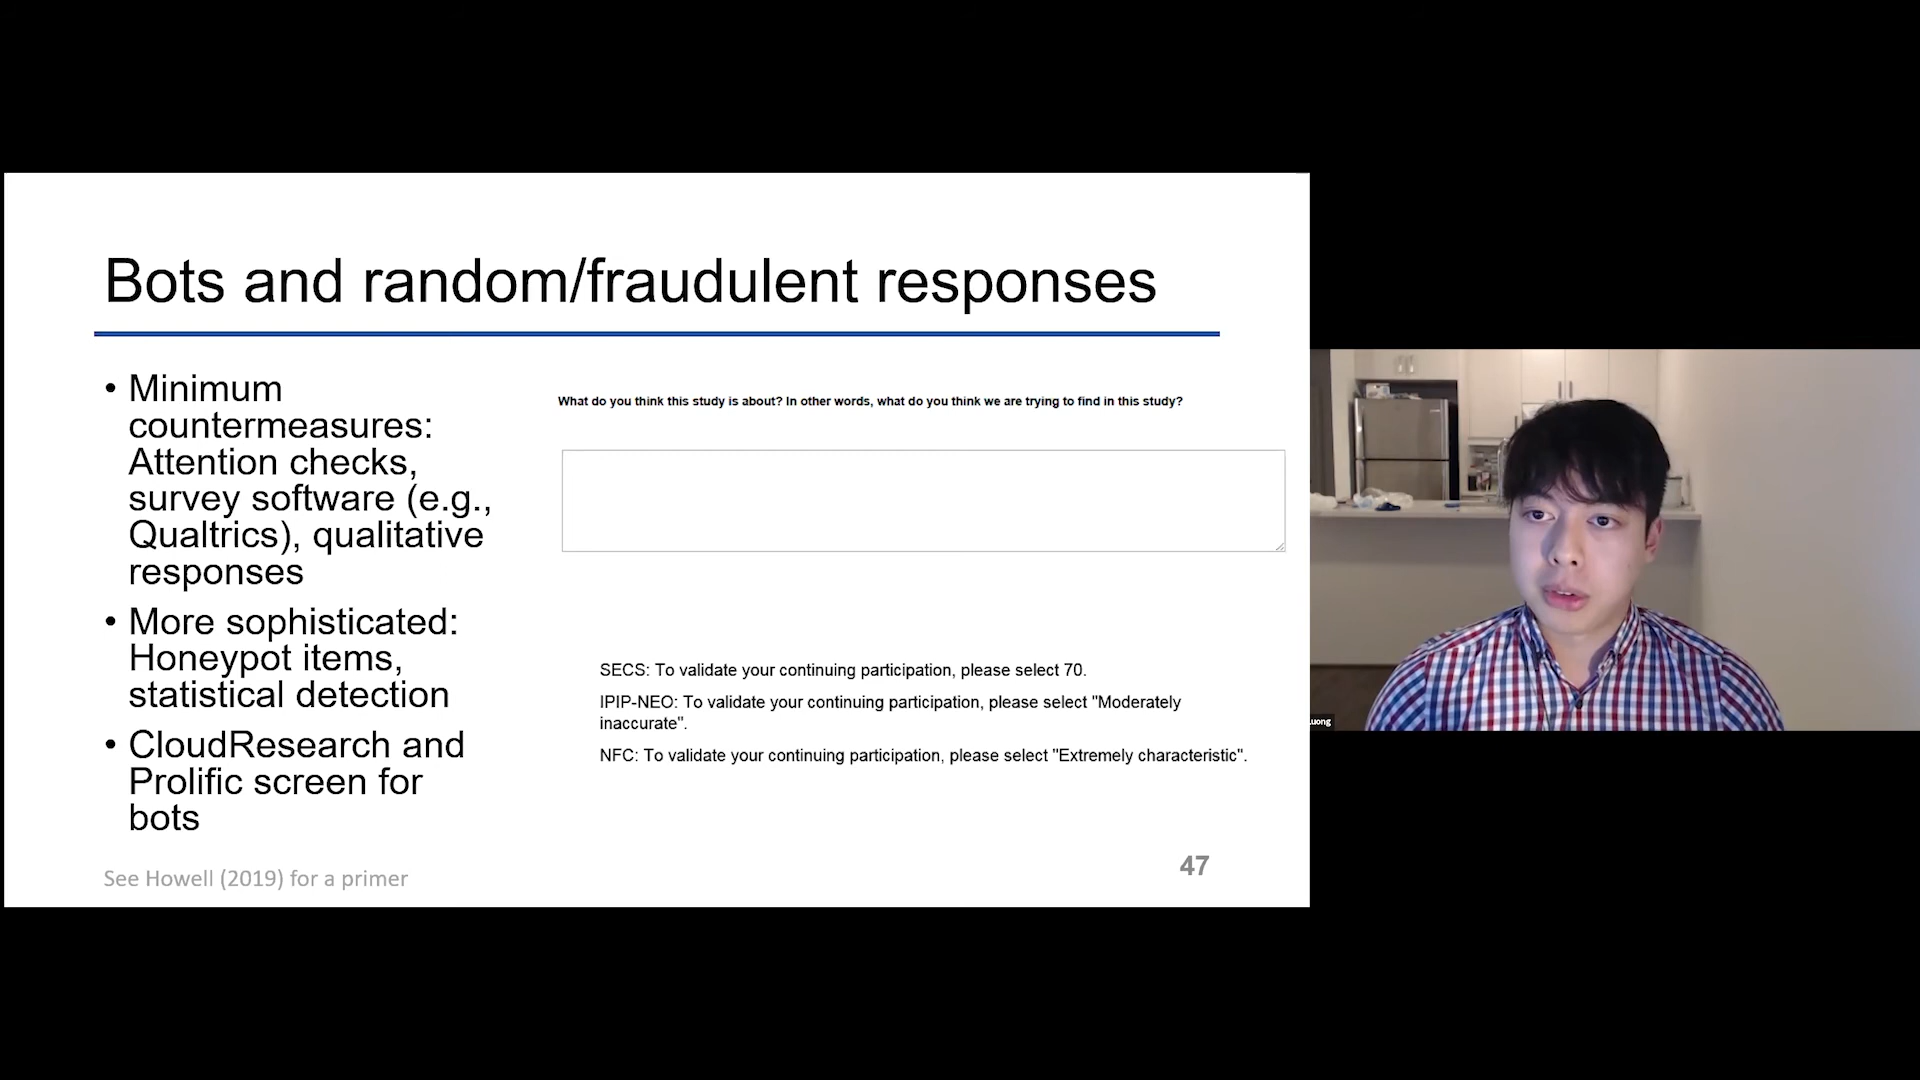 Bots and random/fraudulent responses
• Minimum
countermeasures:
Attention checks,
survey software (e.g.,
Qualtrics), qualitative
responses
• More sophisticated:
Honeypot items,
statistical detection
• CloudResearch and
Prolific screen for
bots
What do you think this study is about? In other words, what do you think we are trying to find in this study?
SECS: To validate your continuing participation, please select 70.
IPIP-NEO: To validate your continuing participation, please select "Moderately
inaccurate".
NFC: To validate your continuing participation, please select "Extremely characteristic".
See Howell (2019) for a primer
47